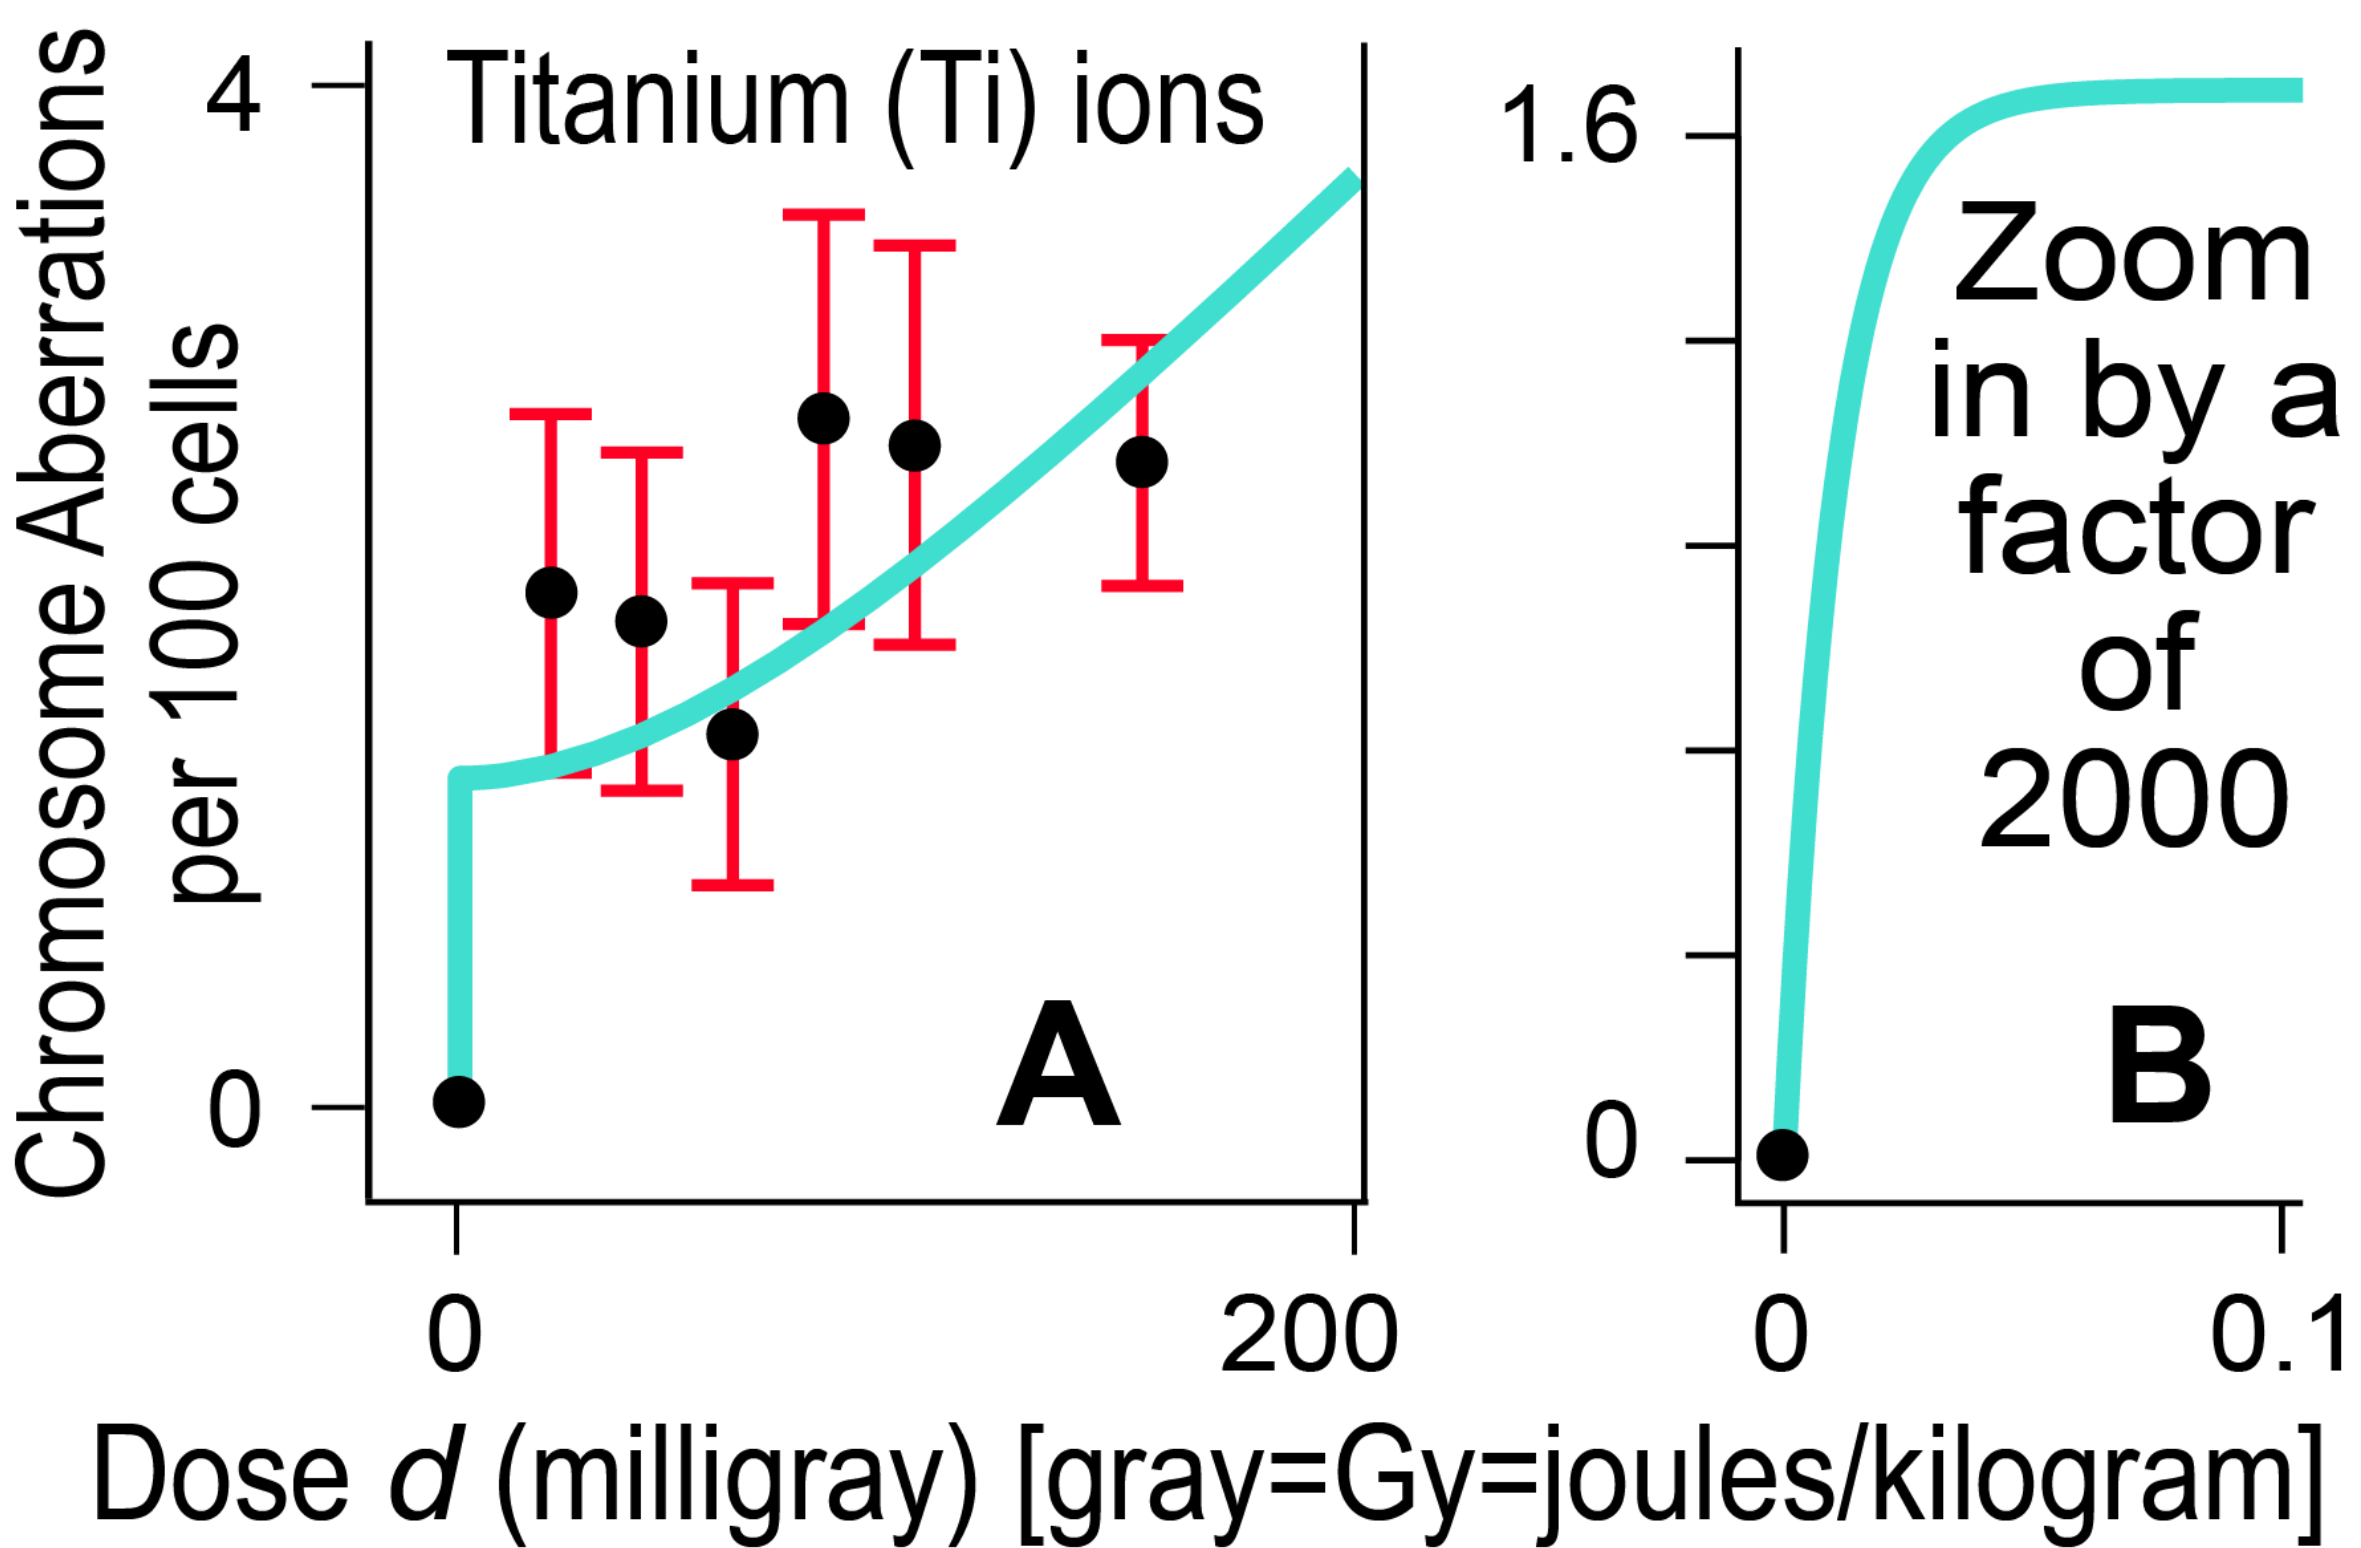 Chromosome Aberrations
per 100 cells
4
0
Titanium (Ti) ions
A
0
200
1.6
0
Zoom
in by a
factor
of
2000
B
0
0.1
Dose d (milligray) [gray=Gy=joules/kilogram]